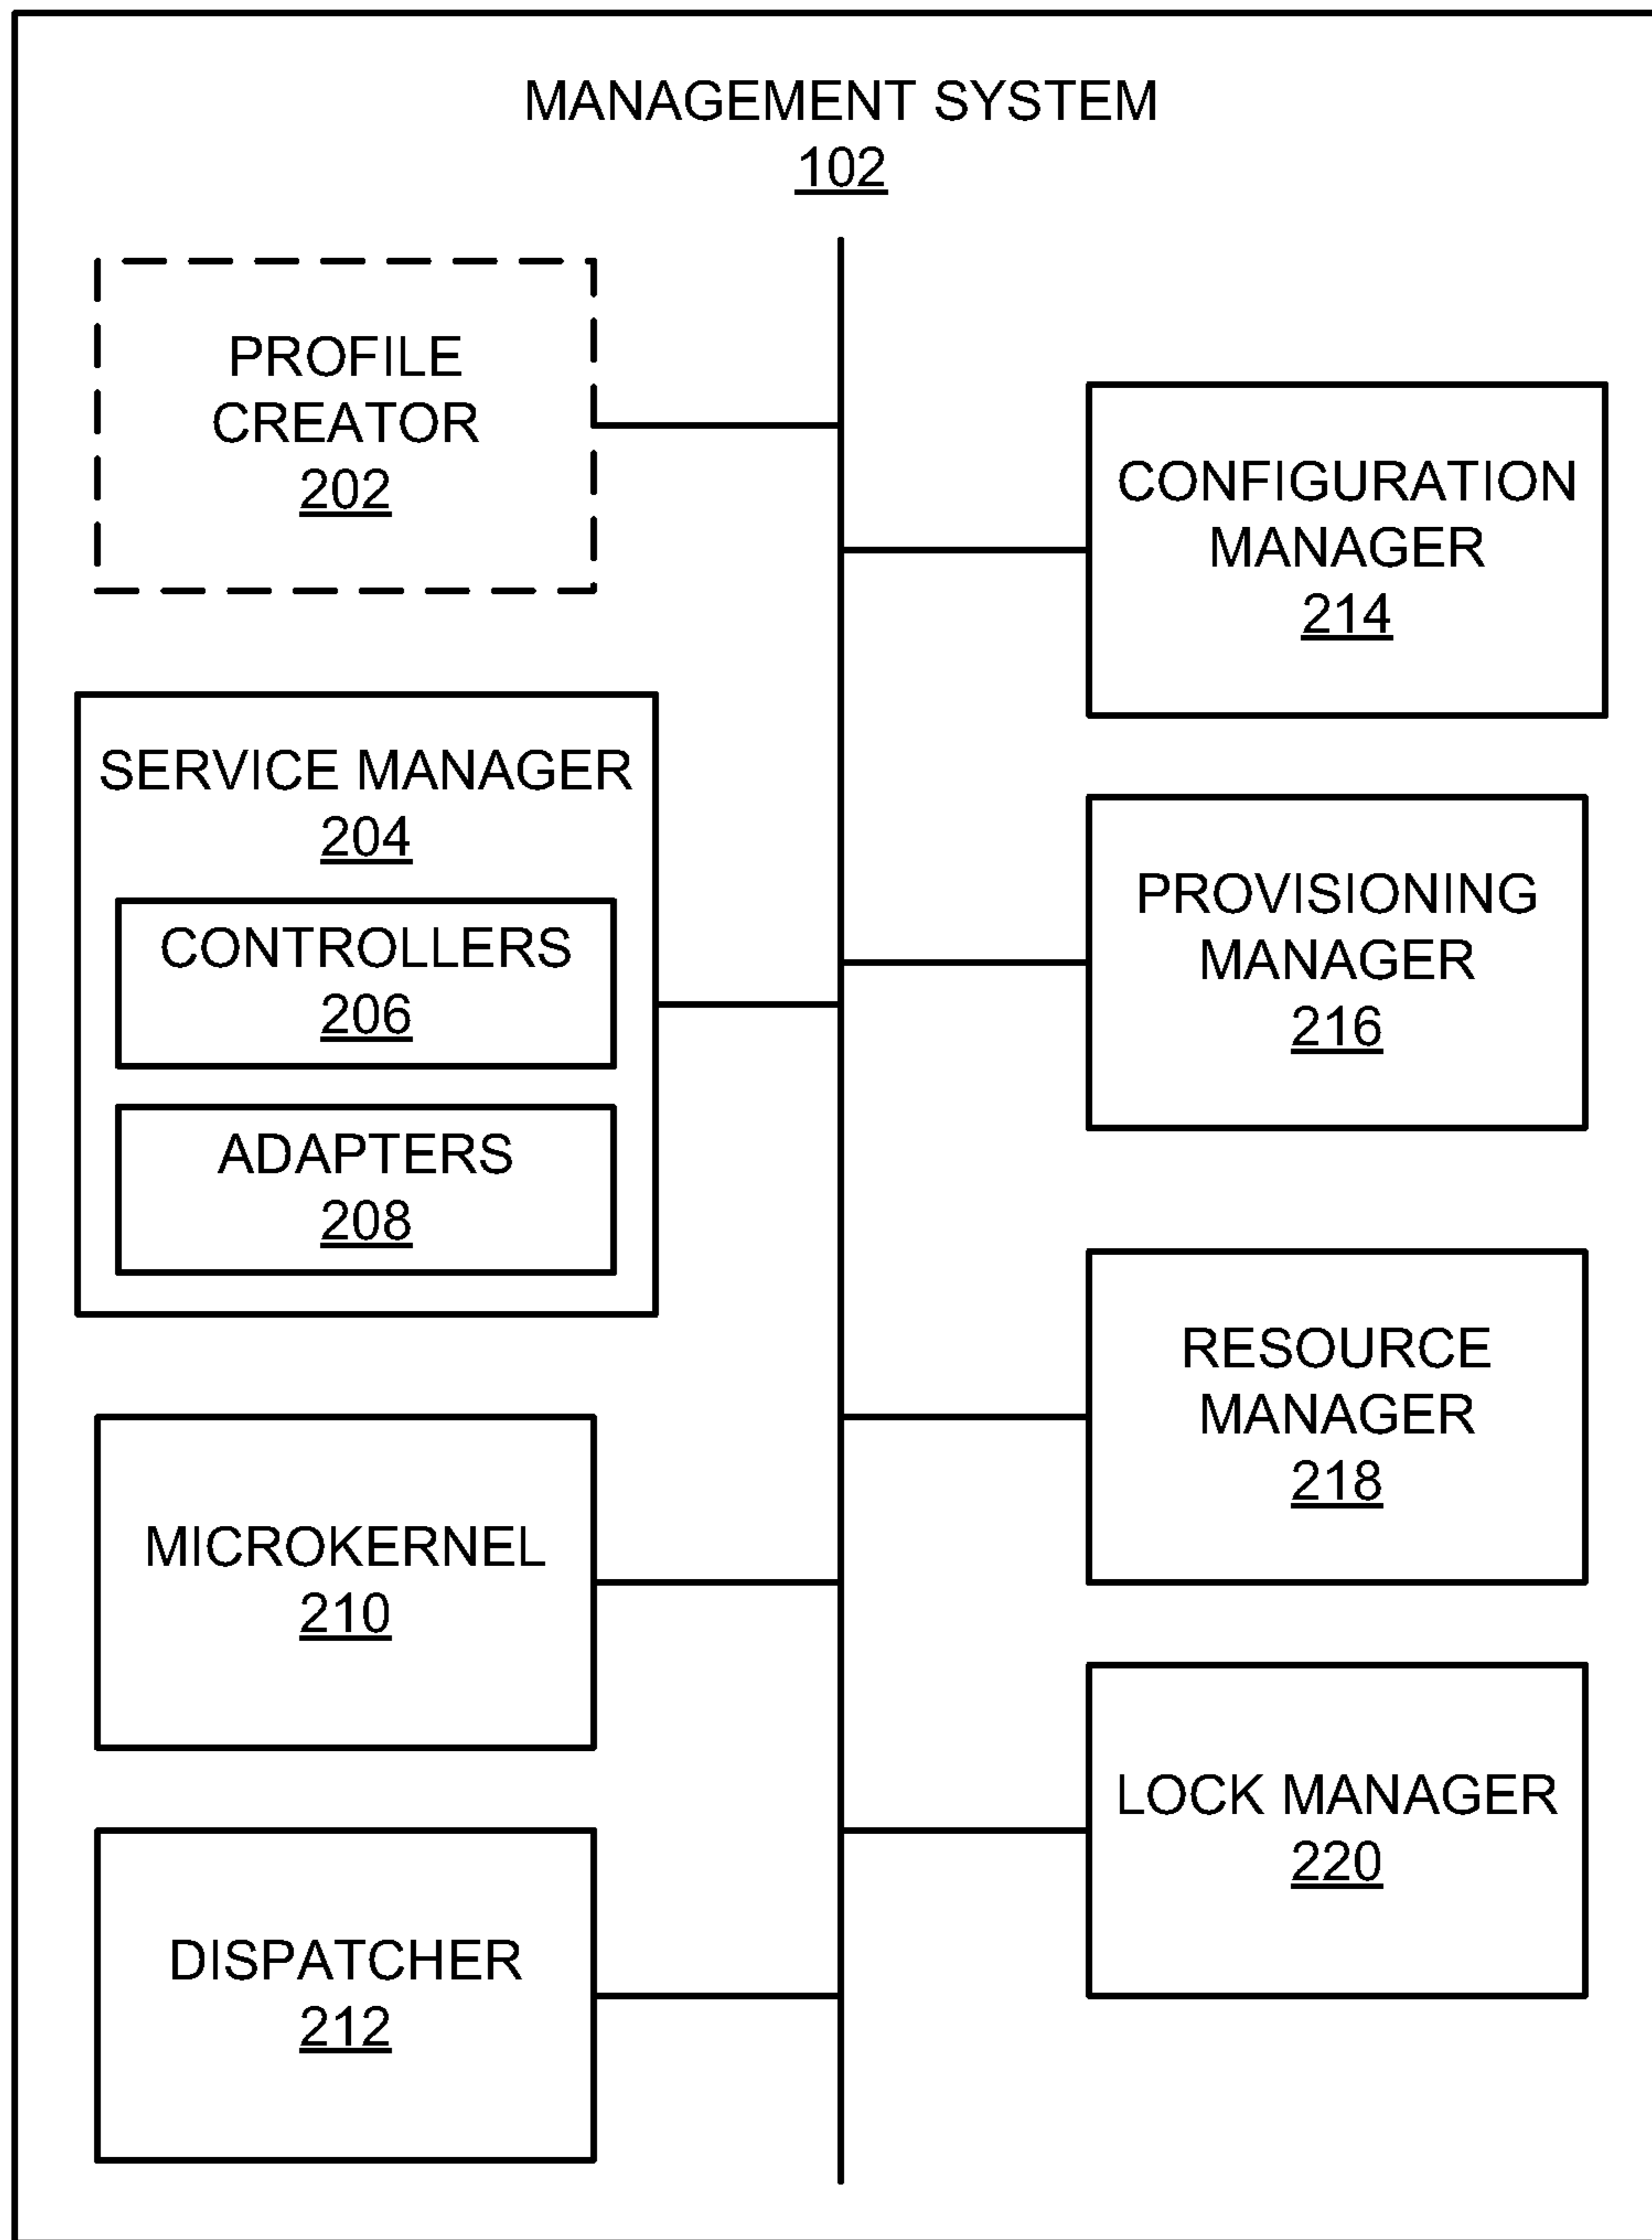 MANAGEMENT SYSTEM
102
PROFILE
CREATOR
202
SERVICE MANAGER
204
CONTROLLERS
206
ADAPTERS
208
MICROKERNEL
210
DISPATCHER
212
CONFIGURATION
MANAGER
214
PROVISIONING
MANAGER
216
RESOURCE
MANAGER
218
LOCK MANAGER
220